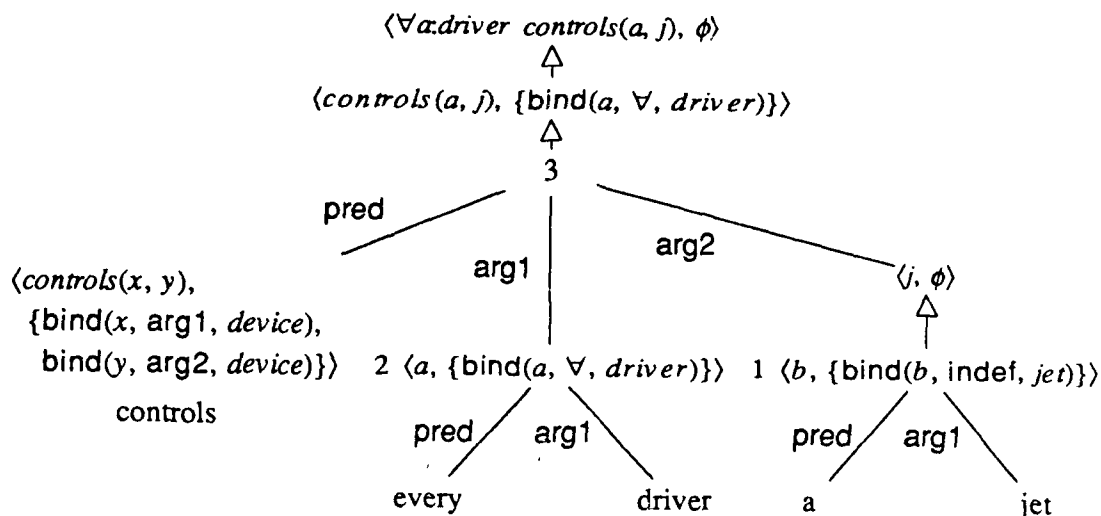 ⟨∀a:driver controls(a, j), ϕ⟩
⟨controls(a, j), {bind(a, ∀, driver)}⟩
3
pred
arg1
arg2
⟨controls(x, y),
{bind(x, arg1, device),
bind(y, arg2, device)}⟩
controls
⟨j, ϕ⟩
2 ⟨a, {bind(a, ∀, driver)}⟩
1 ⟨b, {bind(b, indef, jet)}⟩
pred
arg1
pred
arg1
every
driver
a
jet